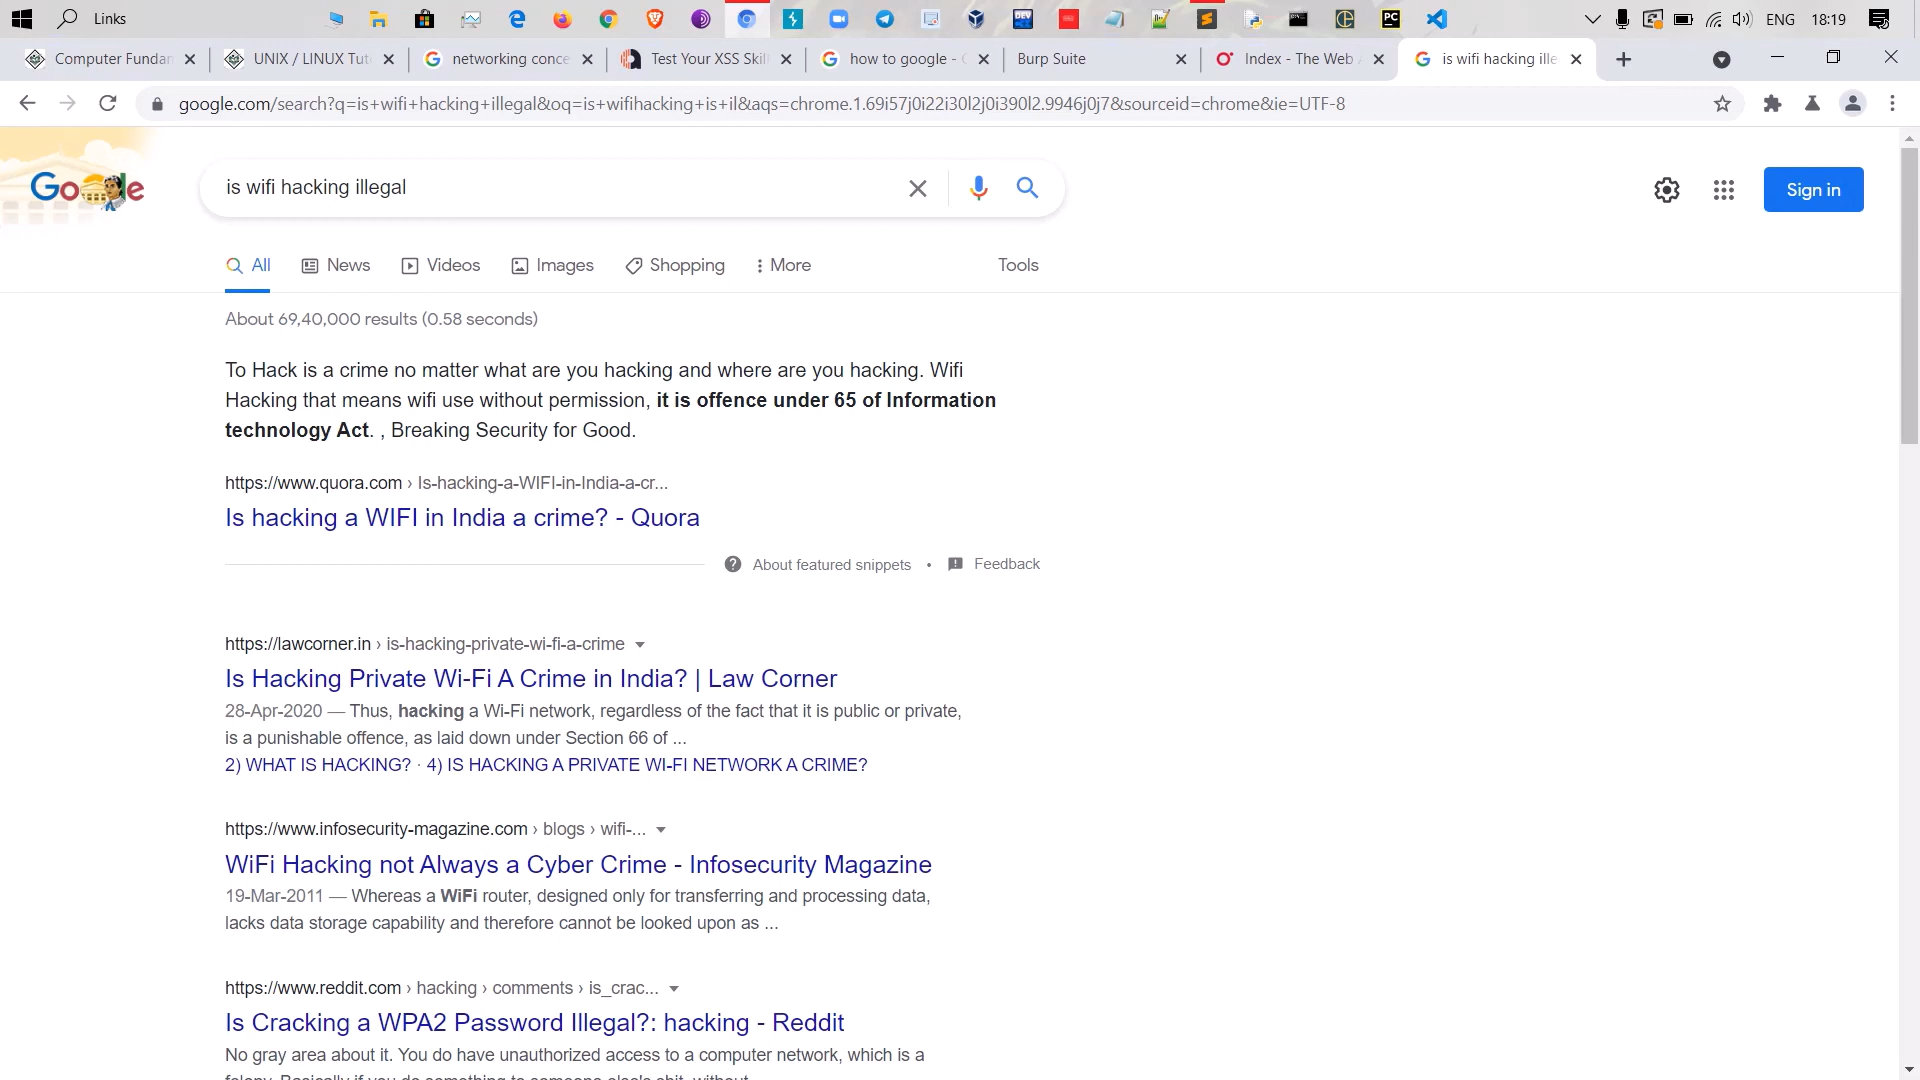 Links
ENG 18:19
Computer Fundan
UNIX / LINUX Tut
networking conce
Test Your XSS Skil
how to google - G
Burp Suite
Index - The Web A
is wifi hacking ille
google.com/search?q=is+wifi+hacking+illegal&oq=is+wifihacking+is+il&aqs=chrome.1.69i57j0i22i30l2j0i390l2.9946j0j7&sourceid=chrome&ie=UTF-8
Google
is wifi hacking illegal
Sign in
All
News
Videos
Images
Shopping
More
Tools
About 69,40,000 results (0.58 seconds)
To Hack is a crime no matter what are you hacking and where are you hacking. Wifi
Hacking that means wifi use without permission, it is offence under 65 of Information
technology Act. , Breaking Security for Good.
https://www.quora.com › Is-hacking-a-WIFI-in-India-a-cr...
Is hacking a WIFI in India a crime? - Quora
About featured snippets • Feedback
https://lawcorner.in › is-hacking-private-wi-fi-a-crime
Is Hacking Private Wi-Fi A Crime in India? | Law Corner
28-Apr-2020 — Thus, hacking a Wi-Fi network, regardless of the fact that it is public or private,
is a punishable offence, as laid down under Section 66 of ...
2) WHAT IS HACKING? · 4) IS HACKING A PRIVATE WI-FI NETWORK A CRIME?
https://www.infosecurity-magazine.com › blogs › wifi-...
WiFi Hacking not Always a Cyber Crime - Infosecurity Magazine
19-Mar-2011 — Whereas a WiFi router, designed only for transferring and processing data,
lacks data storage capability and therefore cannot be looked upon as ...
https://www.reddit.com › hacking › comments › is_crac...
Is Cracking a WPA2 Password Illegal?: hacking - Reddit
No gray area about it. You do have unauthorized access to a computer network, which is a
felony. Basically if you do something to someone else's shit, without